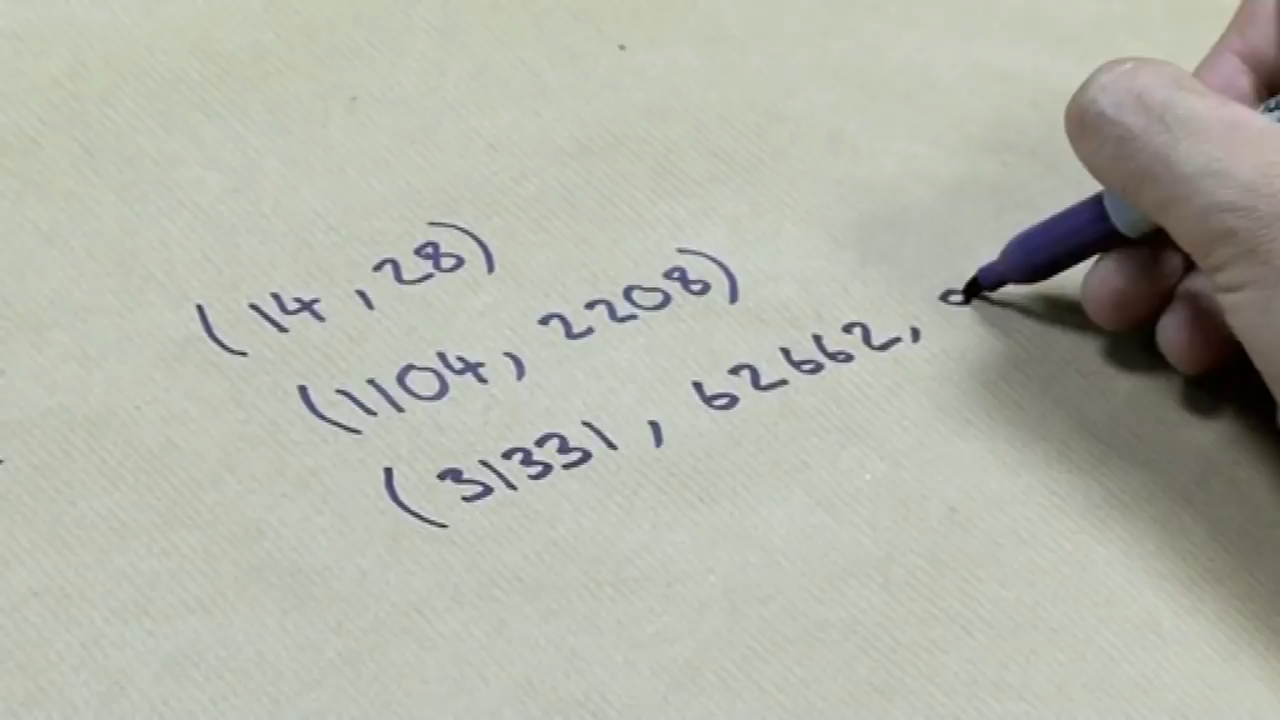 (14, 28)
(1104, 2208)
(31331, 62662,